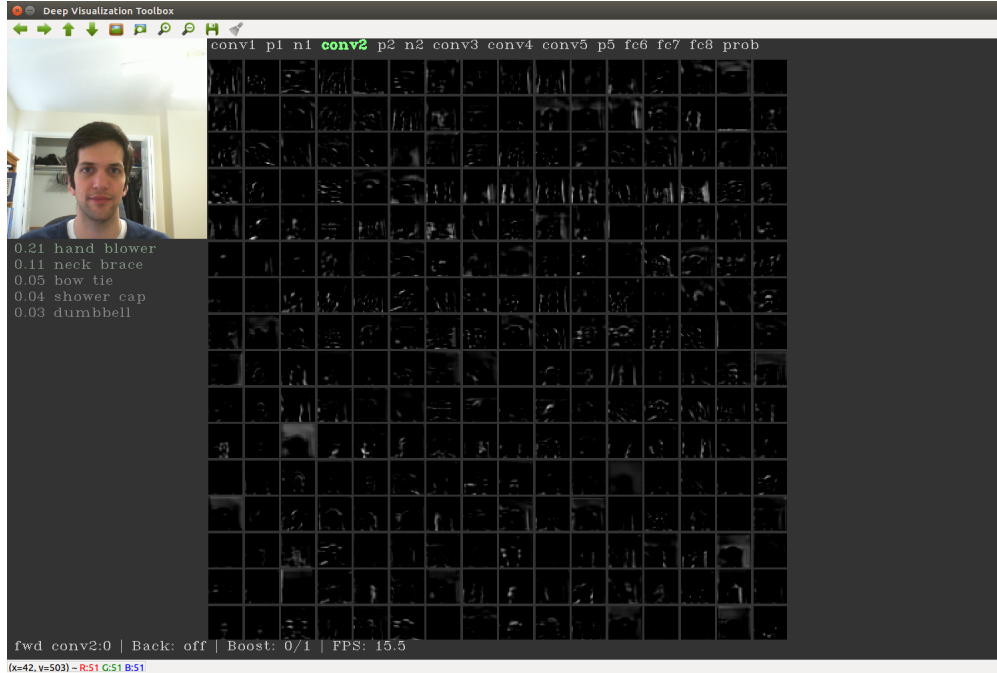 Deep Visualization Toolbox
conv1 p1 n1 conv2 p2 n2 conv3 conv4 conv5 p5 fc6 fc7 fc8 prob
0.21 hand blower
0.11 neck brace
0.05 bow tie
0.04 shower cap
0.03 dumbbell
fwd conv2:0 | Back: off | Boost: 0/1 | FPS: 15.5
(x=42, y=503) ~ R:51 G:51 B:51